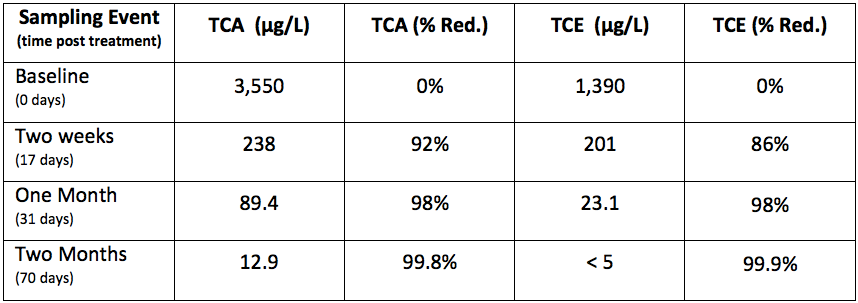 Sampling Event TCA (µg/L) TCA (% Red.) TCE (µg/L) TCE (% Red.)
(time post treatment)
Baseline 3,550 0% 1,390 0%
(0 days)
Two weeks 238 92% 201 86%
(17 days)
One Month 89.4 98% 23.1 98%
(31 days)
Two Months 12.9 99.8% < 5 99.9%
(70 days)